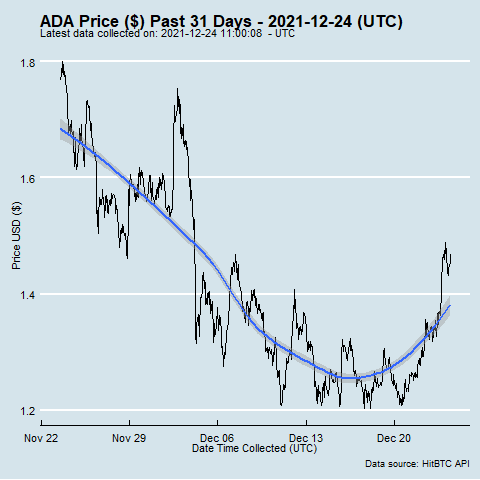 ADA Price ($) Past 31 Days - 2021-12-24 (UTC)
Latest data collected on: 2021-12-24 11:00:08  - UTC
1.8
1.6
1.4
1.2
Price USD ($)
Nov 22 Nov 29 Dec 06 Dec 13 Dec 20
Date Time Collected (UTC)
Data source: HitBTC API